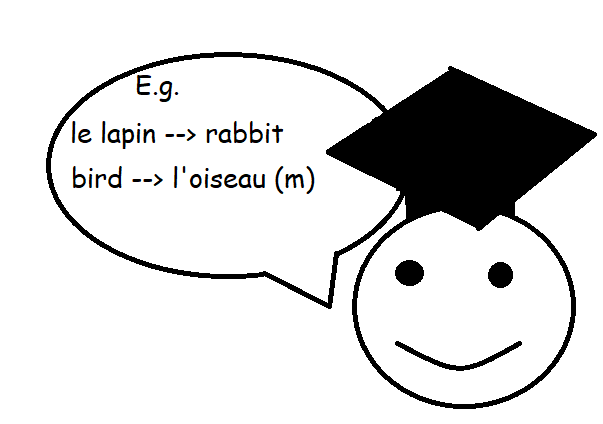 E.g.
le lapin --> rabbit
bird --> l'oiseau (m)